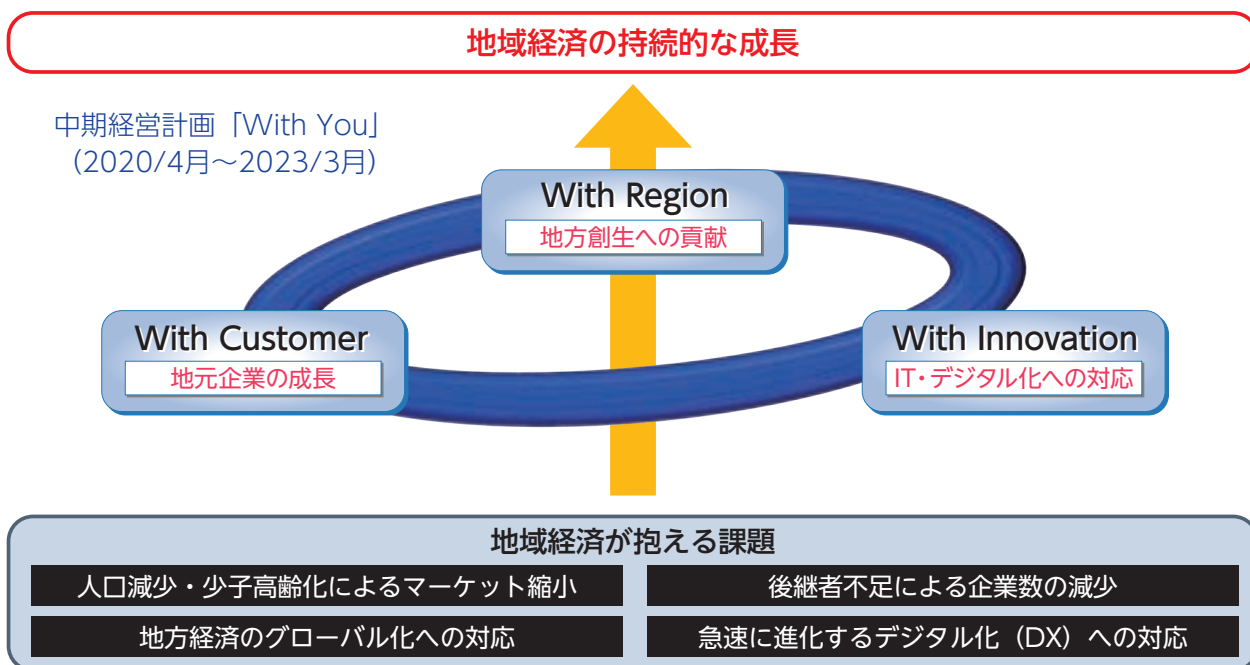 地域経済の持続的な成長
中期経営計画「With You」
(2020/4月～2023/3月)
With Region
地方創生への貢献
With Customer
地元企業の成長
With Innovation
IT・デジタル化への対応
地域経済が抱える課題
人口減少・少子高齢化によるマーケット縮小
後継者不足による企業数の減少
地方経済のグローバル化への対応
急速に進化するデジタル化（DX）への対応